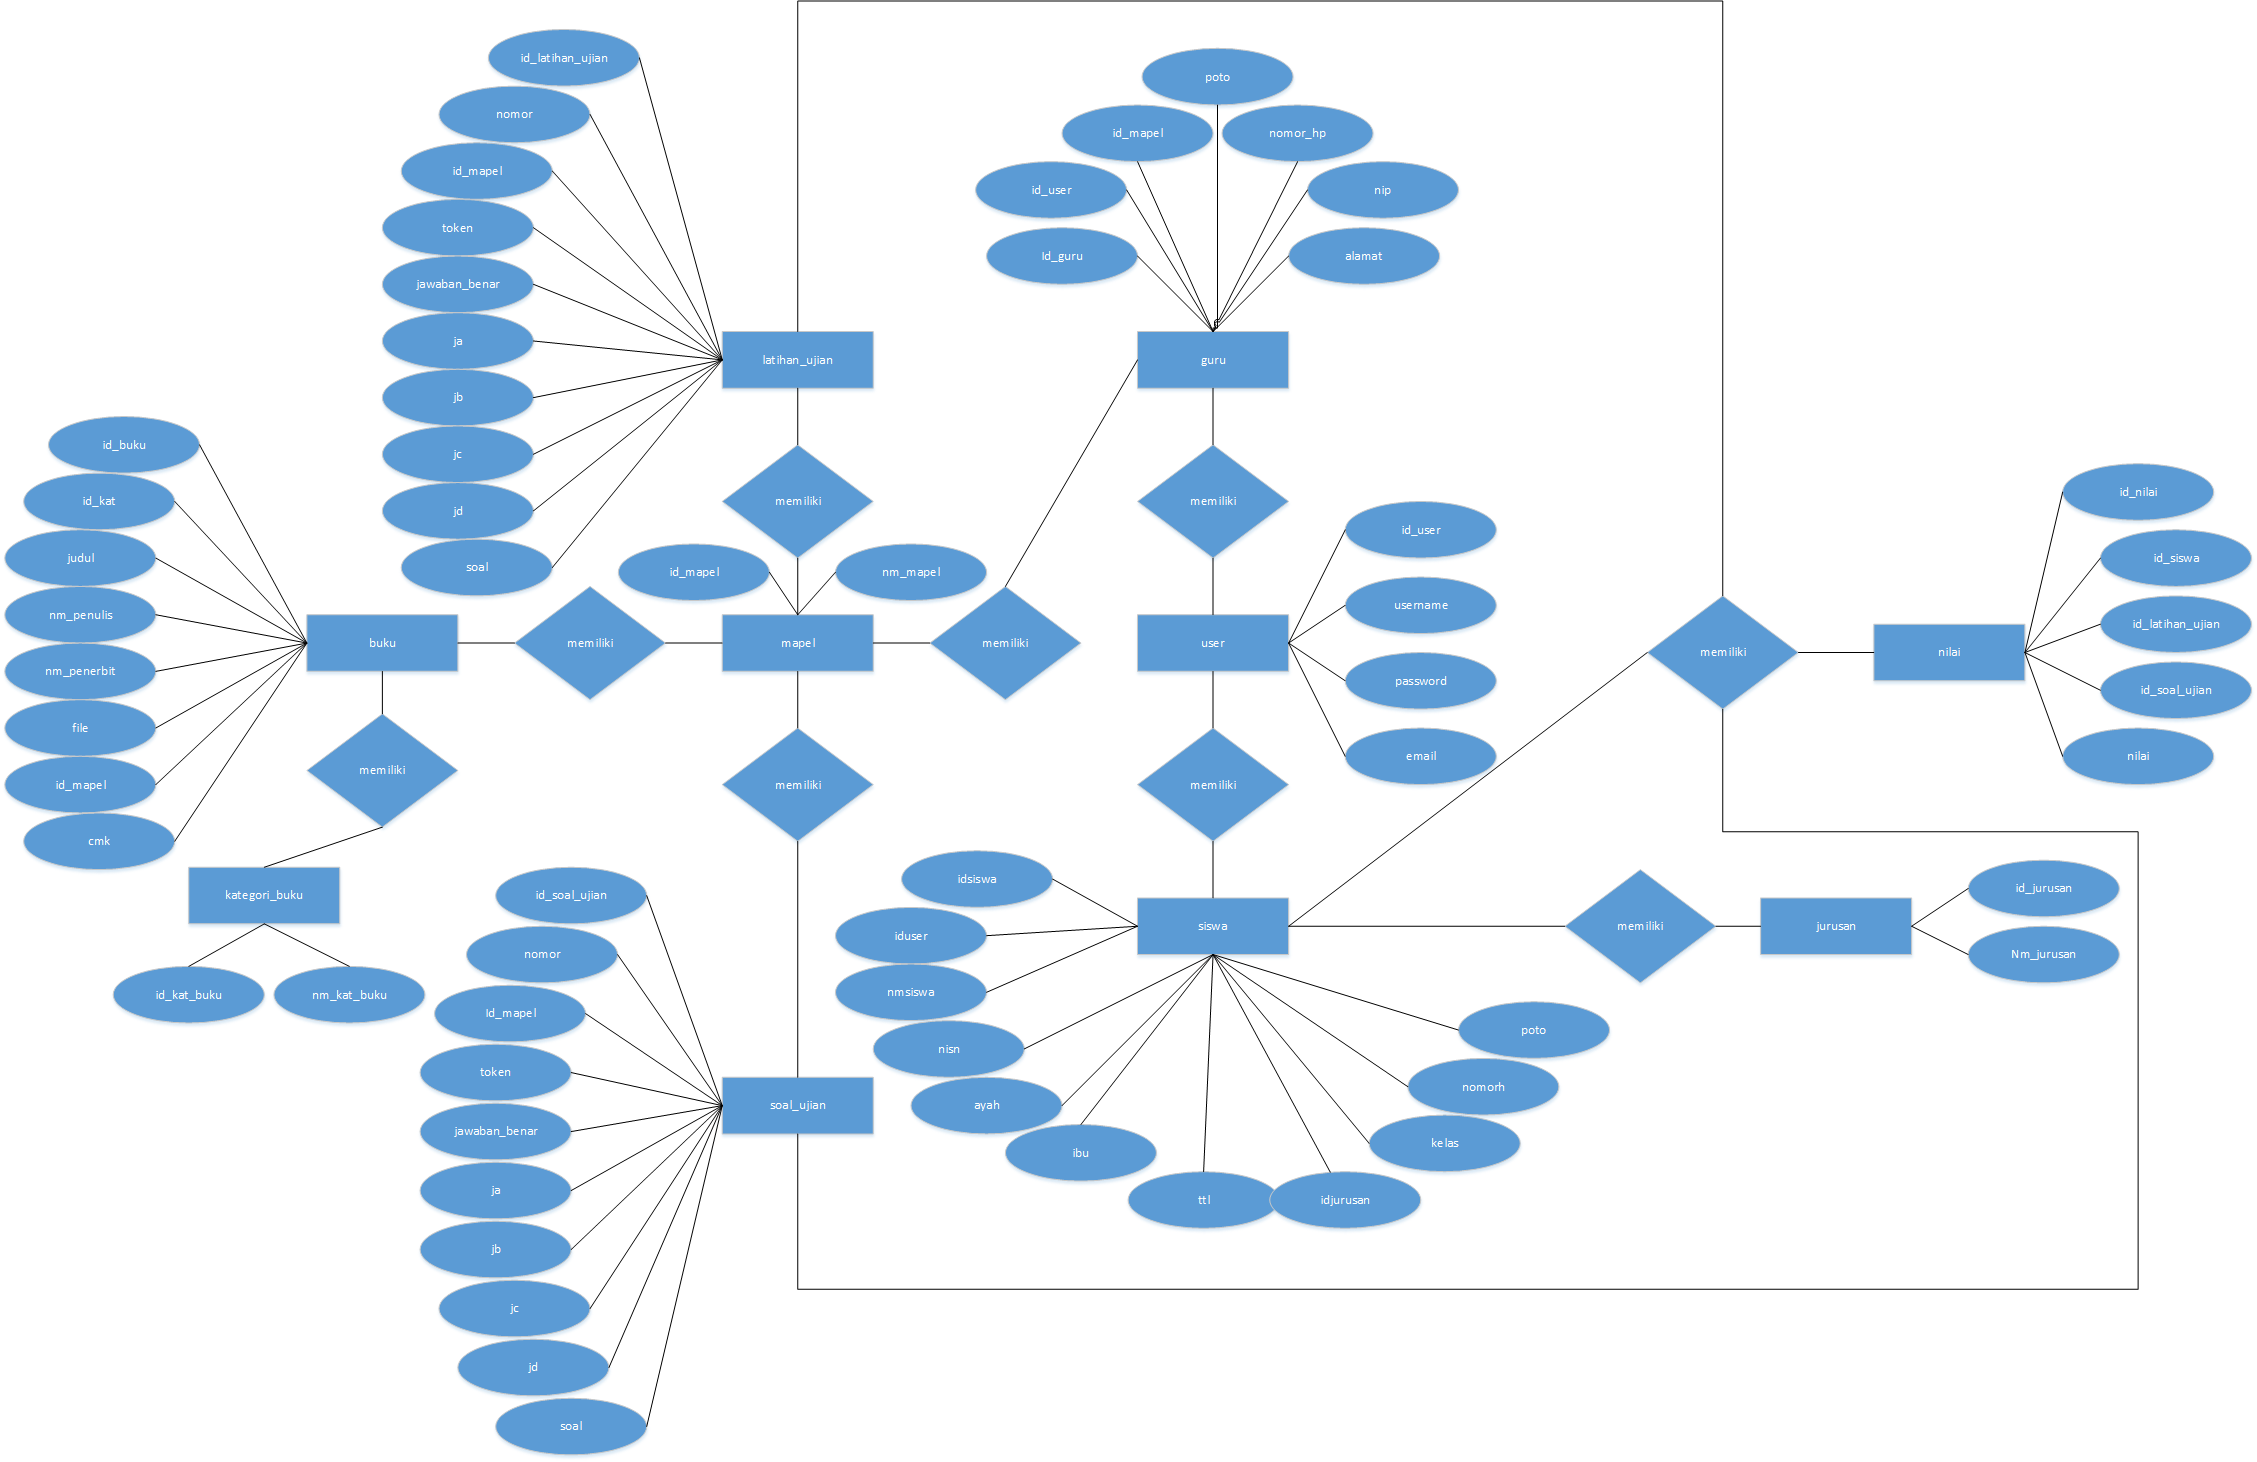 id_latihan_ujian
nomor
id_mapel
token
jawaban_benar
ja
jb
jc
jd
soal
latihan_ujian
memiliki
poto
id_mapel
nomor_hp
id_user
nip
Id_guru
alamat
guru
memiliki
id_buku
id_kat
judul
nm_penulis
nm_penerbit
file
id_mapel
cmk
buku
memiliki
id_mapel
nm_mapel
mapel
memiliki
user
id_user
username
password
email
memiliki
nilai
id_nilai
id_siswa
id_latihan_ujian
id_soal_ujian
nilai
memiliki
memiliki
memiliki
kategori_buku
id_kat_buku
nm_kat_buku
id_soal_ujian
nomor
Id_mapel
token
jawaban_benar
ja
jb
jc
jd
soal
soal_ujian
idsiswa
iduser
nmsiswa
nisn
ayah
ibu
ttl
idjurusan
kelas
nomorh
poto
siswa
memiliki
jurusan
id_jurusan
Nm_jurusan